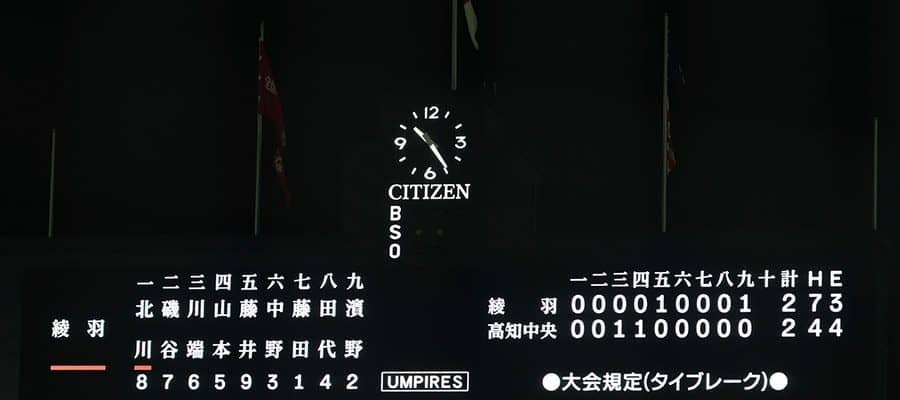 12
9 3
6
CITIZEN
B
S
O
一 二 三 四 五 六 七 八 九
北 磯 川 山 藤 中 藤 田 濱
川 谷 端 本 井 野 田 代 野
8 7 6 5 9 3 1 4 2
綾 羽
UMPIRES
一二三四五六七八九十 計 H E
綾 羽 000010001 2 7 3
高知中央 001100000 2 4 4
●大会規定(タイブレーク)●